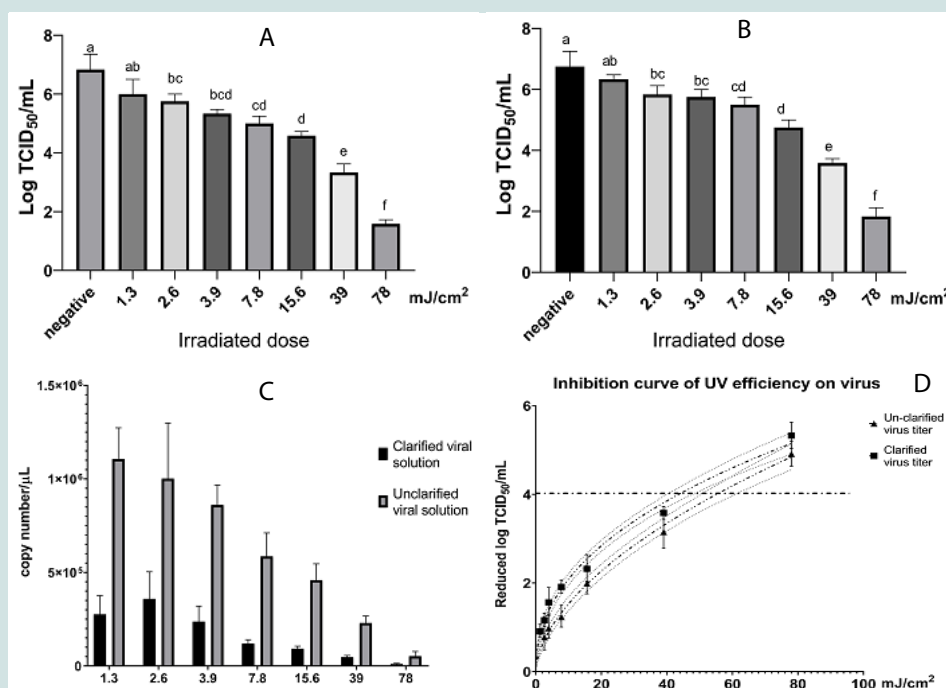 A
8
6
4
2
0
Log TCID50/mL
a
ab
bc
bcd
cd
d
e
f
negative
1.3
2.6
3.9
7.8
15.6
39
78
mJ/cm²
Irradiated dose
B
8
6
4
2
0
Log TCID50/mL
a
ab
bc
bc
cd
d
e
f
negative
1.3
2.6
3.9
7.8
15.6
39
78
mJ/cm²
Irradiated dose
C
1.5×10⁶
1×10⁶
5×10⁵
0
copy number/µL
Clarified viral
solution
Unclarified
viral solution
1.3
2.6
3.9
7.8
15.6
39
78
Inhibition curve of UV efficiency on virus
D
6
4
2
0
Reduced log TCID50/mL
Un-clarified
virus titer
Clarified
virus titer
0
20
40
60
80
100
mJ/cm²